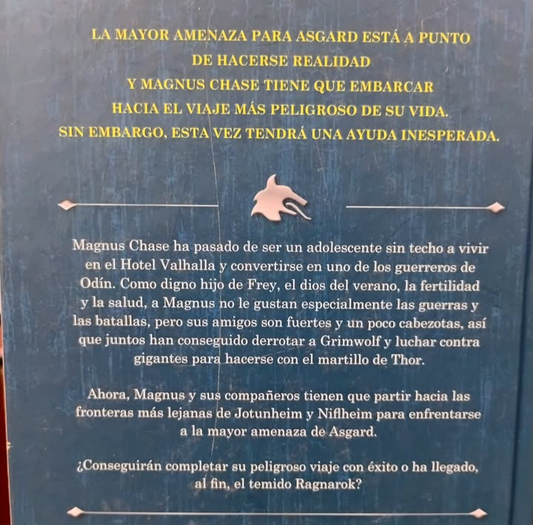 LA MAYOR AMENAZA PARA ASGARD ESTÁ A PUNTO
DE HACERSE REALIDAD
Y MAGNUS CHASE TIENE QUE EMBARCAR
HACIA EL VIAJE MÁS PELIGROSO DE SU VIDA.
SIN EMBARGO, ESTA VEZ TENDRÁ UNA AYUDA INESPERADA.
Magnus Chase ha pasado de ser un adolescente sin techo a vivir
en el Hotel Valhalla y convertirse en uno de los guerreros de
Odín. Como digno hijo de Frey, el dios del verano, la fertilidad
y la salud, a Magnus no le gustan especialmente las guerras y
las batallas, pero sus amigos son fuertes y un poco cabezotas, así
que juntos han conseguido derrotar a Grimwolf y luchar contra
gigantes para hacerse con el martillo de Thor.
Ahora, Magnus y sus compañeros tienen que partir hacia las
fronteras más lejanas de Jotunheim y Niflheim para enfrentarse
a la mayor amenaza de Asgard.
¿Conseguirán completar su peligroso viaje con éxito o ha llegado,
al fin, el temido Ragnarok?